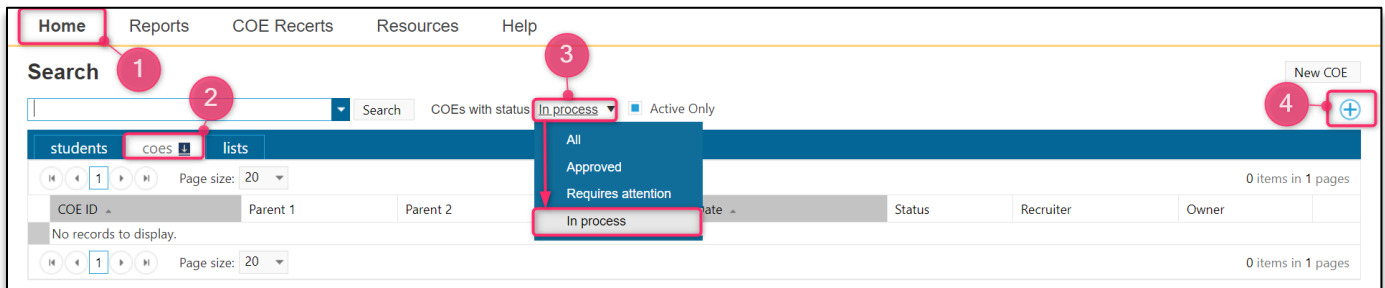 Home Reports COE Recerts Resources Help
1 3
Search New COE
2 4
Search COEs with status In process Active Only
students coes lists
All
1 Page size: 20 0 items in 1 pages
Approved
Requires attention
COE ID Parent 1 Parent 2 Date Status Recruiter Owner
In process
No records to display.
1 Page size: 20 0 items in 1 pages